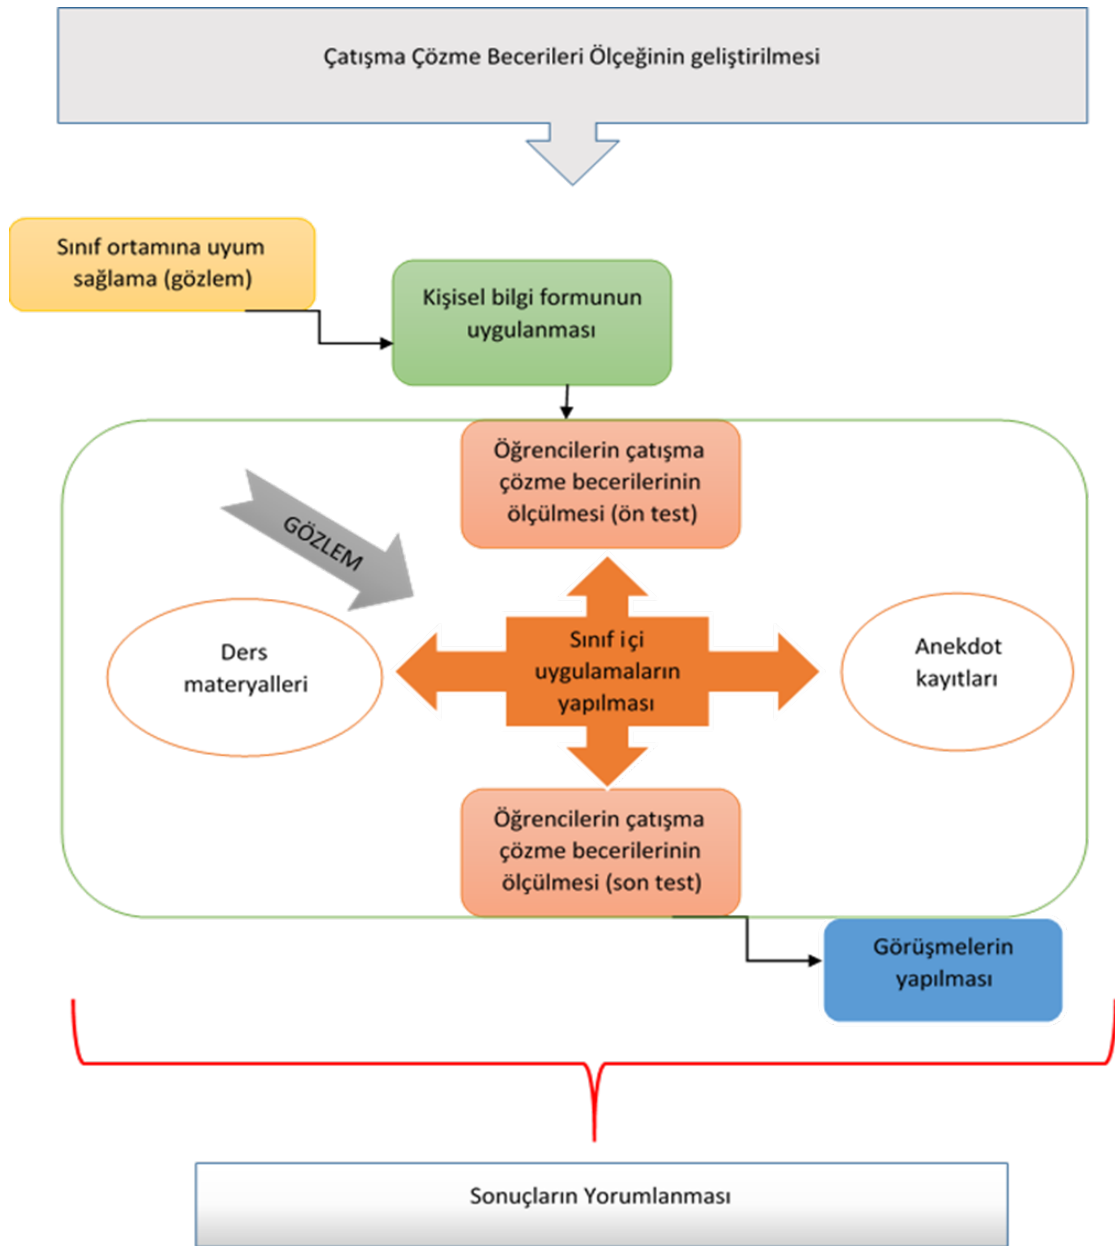 Çatışma Çözme Becerileri Ölçeğinin geliştirilmesi
Sınıf ortamına uyum
sağlama (gözlem)
Kişisel bilgi formunun
uygulanması
Öğrencilerin çatışma
çözme becerilerinin
ölçülmesi (ön test)
GÖZLEM
Ders
materyalleri
Sınıf içi
uygulamaların
yapılması
Anekdot
kayıtları
Öğrencilerin çatışma
çözme becerilerinin
ölçülmesi (son test)
Görüşmelerin
yapılması
Sonuçların Yorumlanması